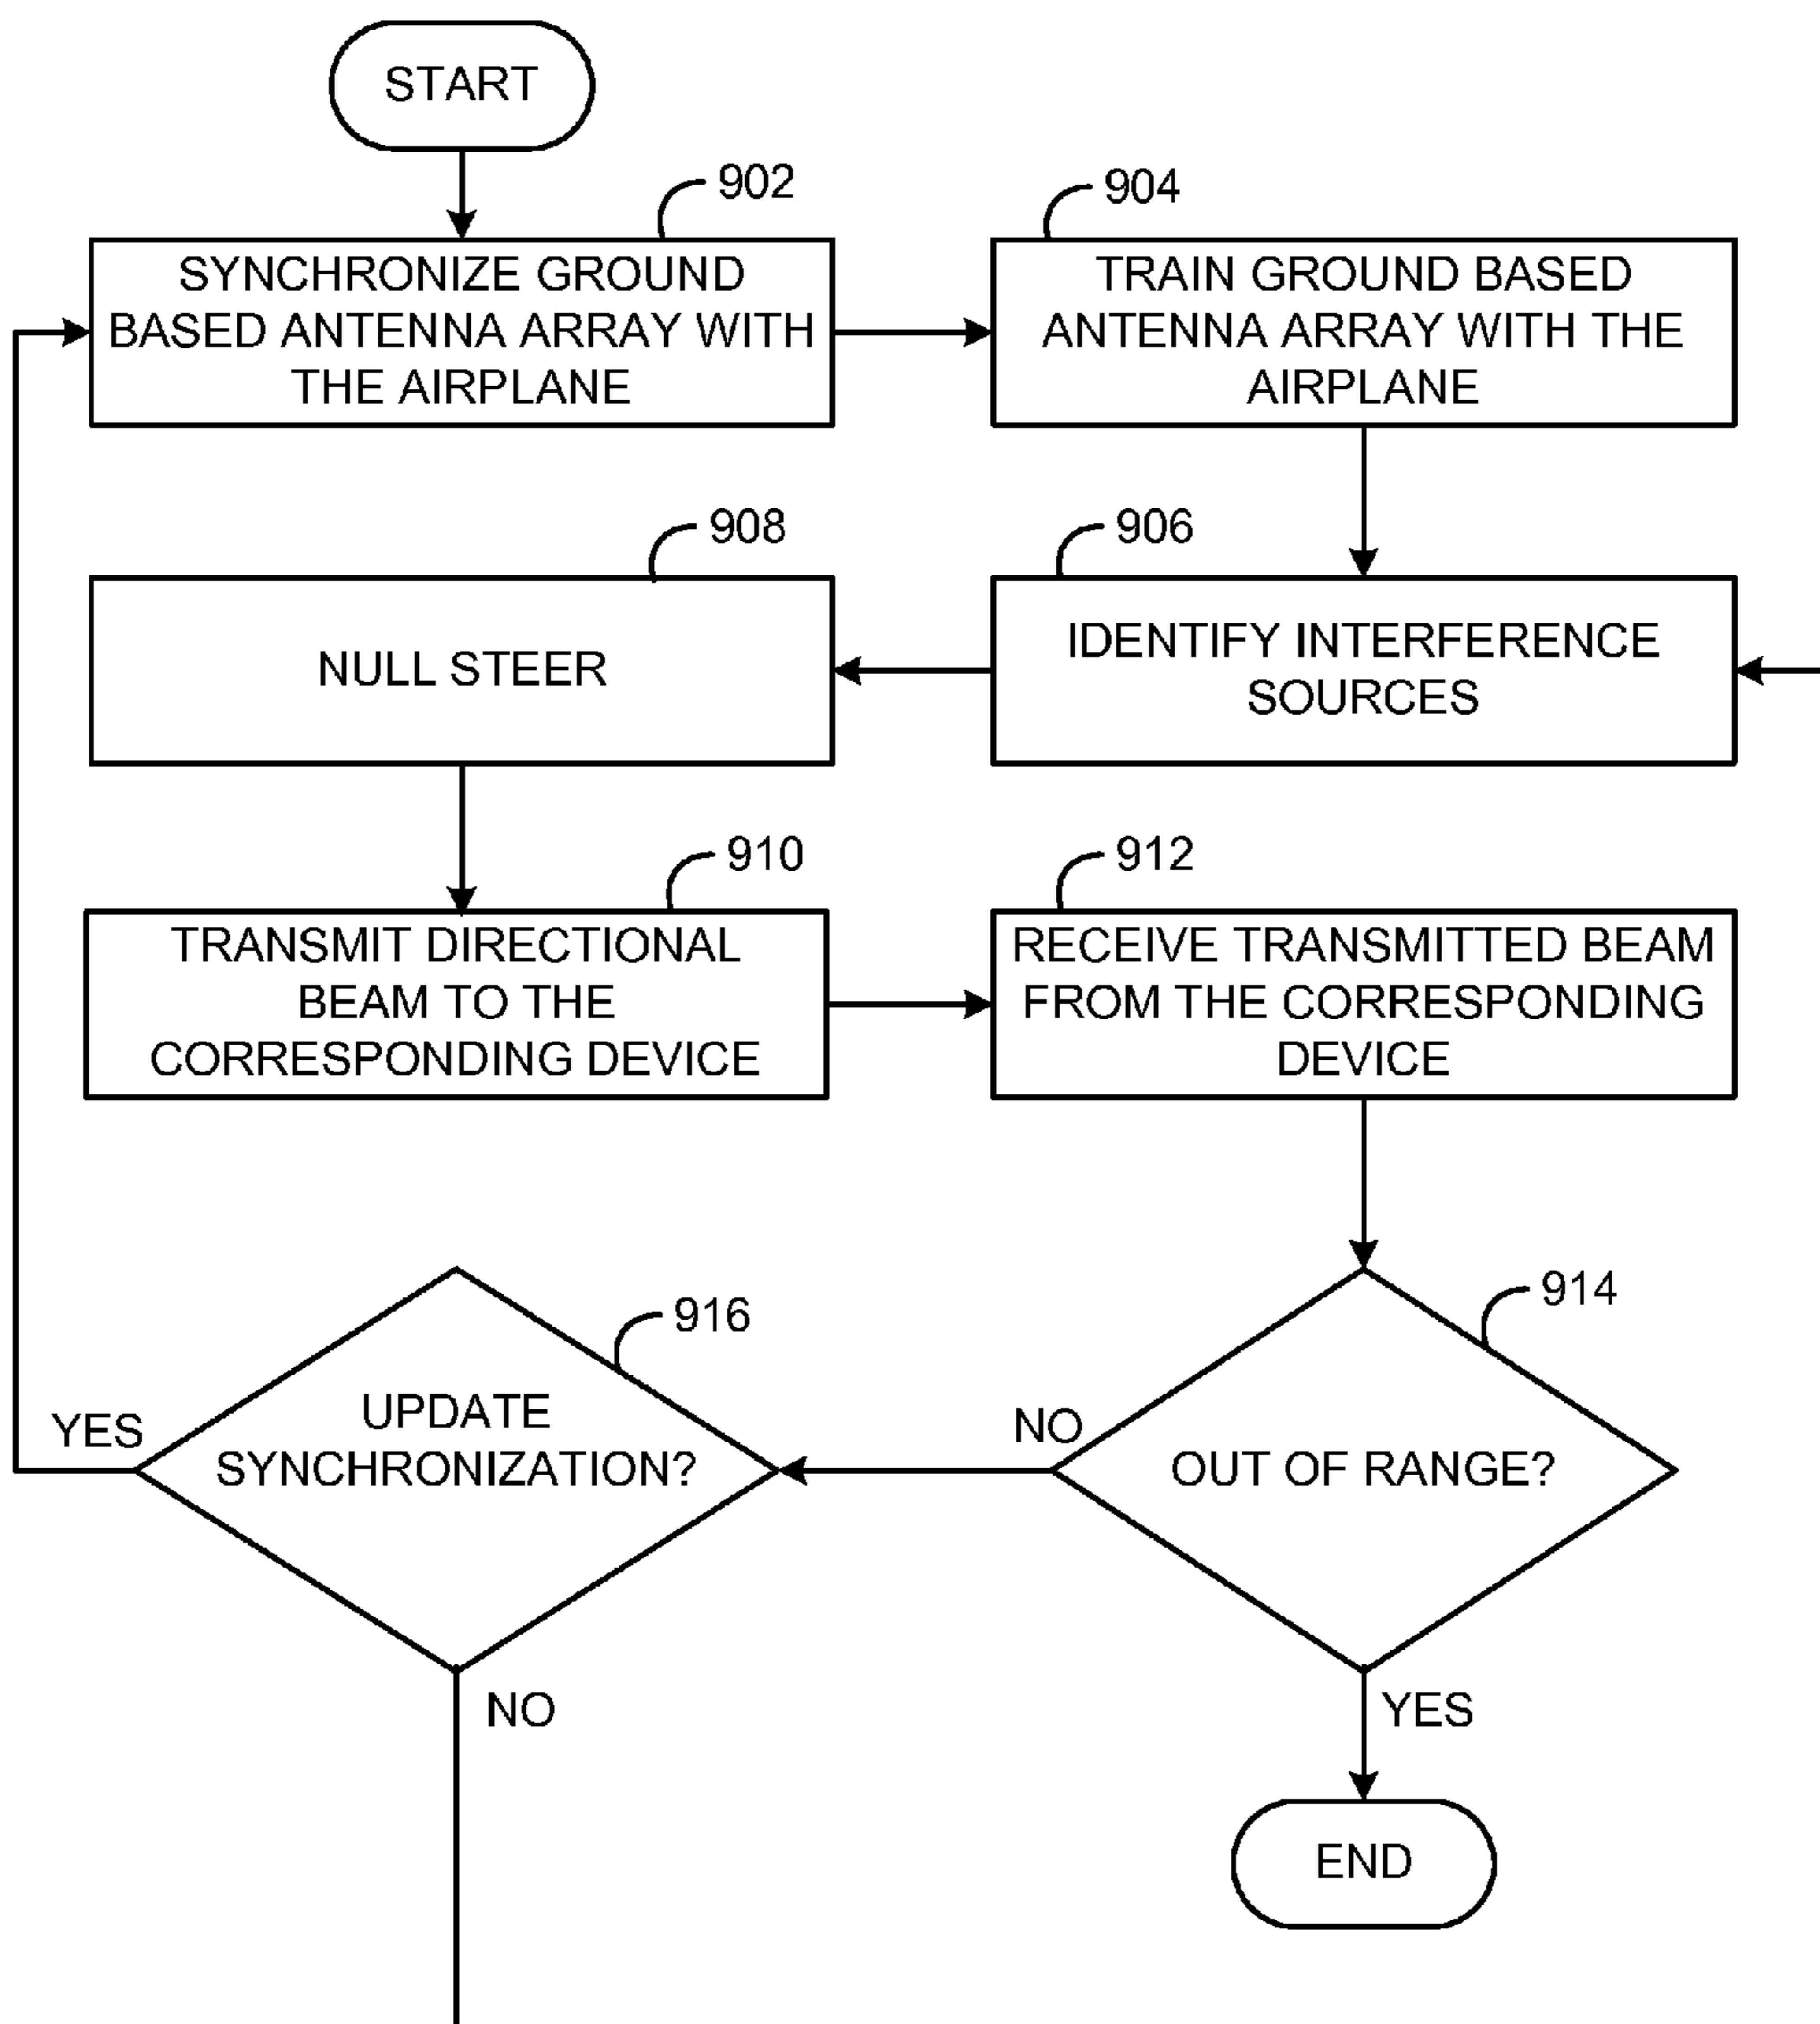 START
902
SYNCHRONIZE GROUND
BASED ANTENNA ARRAY WITH
THE AIRPLANE
904
TRAIN GROUND BASED
ANTENNA ARRAY WITH THE
AIRPLANE
906
IDENTIFY INTERFERENCE
SOURCES
908
NULL STEER
910
TRANSMIT DIRECTIONAL
BEAM TO THE
CORRESPONDING DEVICE
912
RECEIVE TRANSMITTED BEAM
FROM THE CORRESPONDING
DEVICE
914
OUT OF RANGE?
NO
YES
916
UPDATE
SYNCHRONIZATION?
YES
NO
END